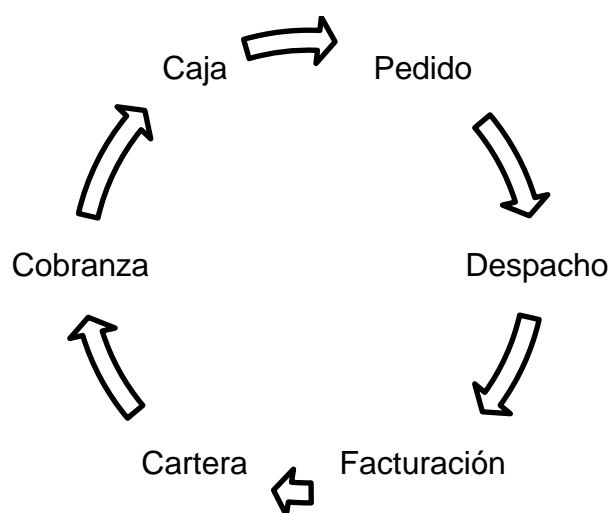 Caja
Pedido
Despacho
Facturación
Cartera
Cobranza